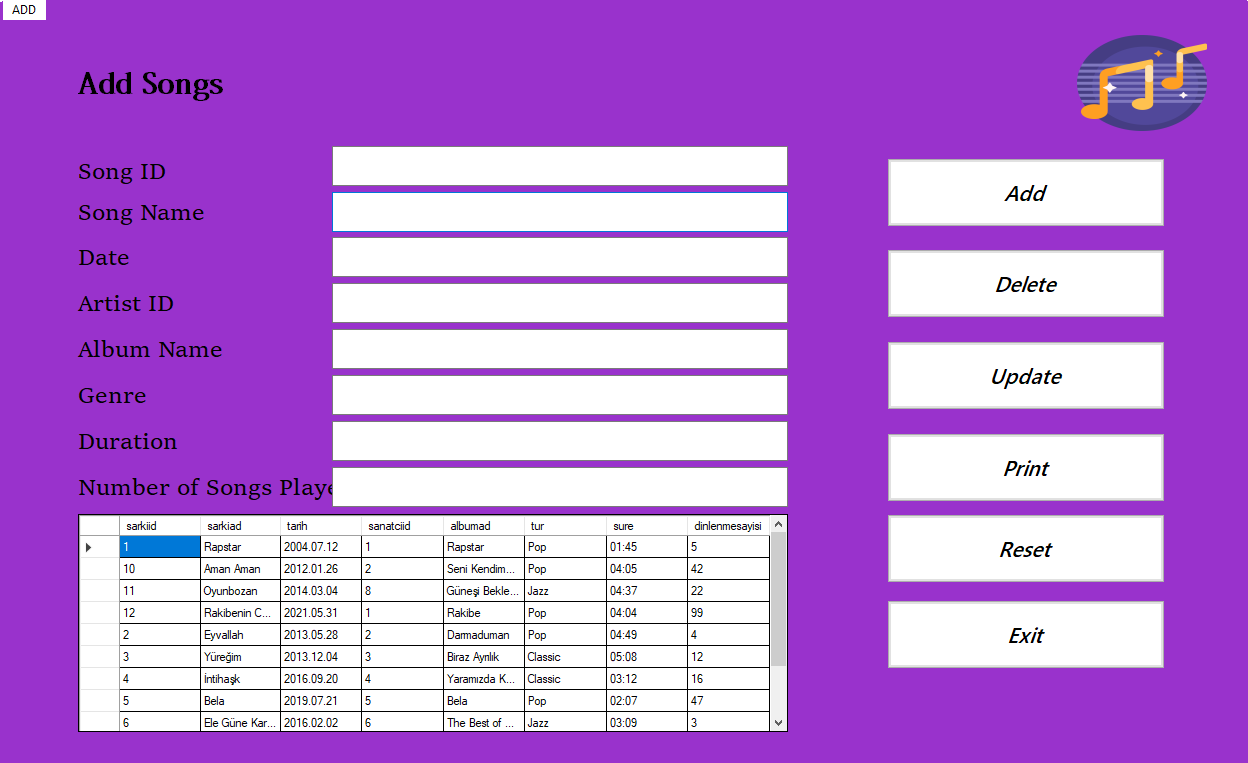 ADD
Add Songs
Song ID
Song Name
Date
Artist ID
Album Name
Genre
Duration
Number of Songs Playe
Add
Delete
Update
Print
Reset
Exit
sarkiid sarkiad tarih sanatciid albumad tur sure dinlenmesayisi
1 Rapstar 2004.07.12 1 Rapstar Pop 01:45 5
10 Aman Aman 2012.01.26 2 Seni Kendim... Pop 04:05 42
11 Oyunbozan 2014.03.04 8 Güneşi Bekle... Jazz 04:37 22
12 Rakibenin C... 2021.05.31 1 Rakibe Pop 04:04 99
2 Eyvallah 2013.05.28 2 Darmaduman Pop 04:49 4
3 Yüreğim 2013.12.04 3 Biraz Ayrılık Classic 05:08 12
4 İntihaşk 2016.09.20 4 Yaramızda K... Classic 03:12 16
5 Bela 2019.07.21 5 Bela Pop 02:07 47
6 Ele Güne Kar... 2016.02.02 6 The Best of ... Jazz 03:09 3